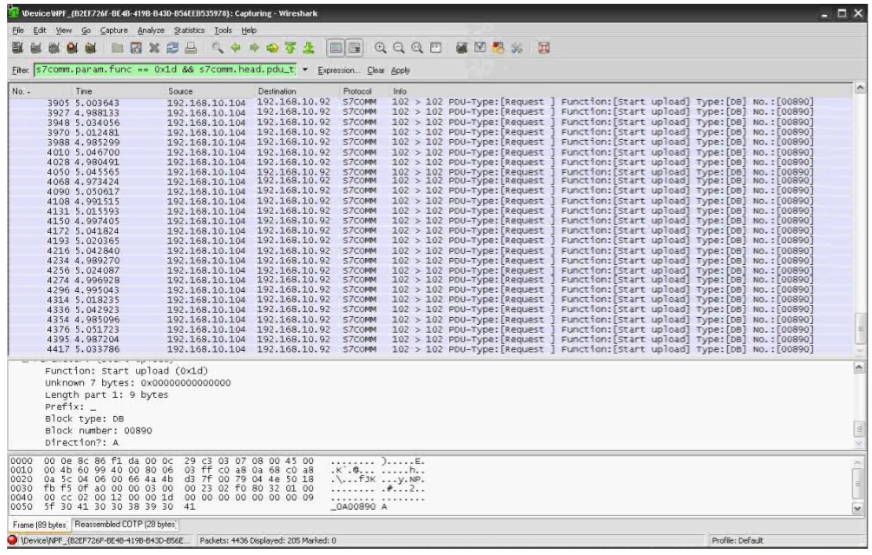 \Device\NPF_{B2EF726F-BE4B-419B-B43D-B56EEB535978}: Capturing - Wireshark
File Edit View Go Capture Analyze Statistics Tools Help
Filter: s7comm.param.func == 0x1d && s7comm.head.pdu_t Expression... Clear Apply
No. - Time Source Destination Protocol Info
3905 5.003643 192.168.10.104 192.168.10.92 S7COMM 102 > 102 PDU-Type:[Request ] Function:[Start upload] Type:[DB] No.:[00890]
3927 4.988133 192.168.10.104 192.168.10.92 S7COMM 102 > 102 PDU-Type:[Request ] Function:[Start upload] Type:[DB] No.:[00890]
3948 5.034056 192.168.10.104 192.168.10.92 S7COMM 102 > 102 PDU-Type:[Request ] Function:[Start upload] Type:[DB] No.:[00890]
3970 5.012481 192.168.10.104 192.168.10.92 S7COMM 102 > 102 PDU-Type:[Request ] Function:[Start upload] Type:[DB] No.:[00890]
3988 4.985299 192.168.10.104 192.168.10.92 S7COMM 102 > 102 PDU-Type:[Request ] Function:[Start upload] Type:[DB] No.:[00890]
4010 5.046700 192.168.10.104 192.168.10.92 S7COMM 102 > 102 PDU-Type:[Request ] Function:[Start upload] Type:[DB] No.:[00890]
4028 4.980491 192.168.10.104 192.168.10.92 S7COMM 102 > 102 PDU-Type:[Request ] Function:[Start upload] Type:[DB] No.:[00890]
4050 5.045565 192.168.10.104 192.168.10.92 S7COMM 102 > 102 PDU-Type:[Request ] Function:[Start upload] Type:[DB] No.:[00890]
4068 4.973424 192.168.10.104 192.168.10.92 S7COMM 102 > 102 PDU-Type:[Request ] Function:[Start upload] Type:[DB] No.:[00890]
4090 5.050617 192.168.10.104 192.168.10.92 S7COMM 102 > 102 PDU-Type:[Request ] Function:[Start upload] Type:[DB] No.:[00890]
4108 4.991515 192.168.10.104 192.168.10.92 S7COMM 102 > 102 PDU-Type:[Request ] Function:[Start upload] Type:[DB] No.:[00890]
4131 5.015593 192.168.10.104 192.168.10.92 S7COMM 102 > 102 PDU-Type:[Request ] Function:[Start upload] Type:[DB] No.:[00890]
4150 4.997405 192.168.10.104 192.168.10.92 S7COMM 102 > 102 PDU-Type:[Request ] Function:[Start upload] Type:[DB] No.:[00890]
4172 5.041824 192.168.10.104 192.168.10.92 S7COMM 102 > 102 PDU-Type:[Request ] Function:[Start upload] Type:[DB] No.:[00890]
4193 5.020365 192.168.10.104 192.168.10.92 S7COMM 102 > 102 PDU-Type:[Request ] Function:[Start upload] Type:[DB] No.:[00890]
4216 5.042840 192.168.10.104 192.168.10.92 S7COMM 102 > 102 PDU-Type:[Request ] Function:[Start upload] Type:[DB] No.:[00890]
4234 4.989270 192.168.10.104 192.168.10.92 S7COMM 102 > 102 PDU-Type:[Request ] Function:[Start upload] Type:[DB] No.:[00890]
4256 5.024087 192.168.10.104 192.168.10.92 S7COMM 102 > 102 PDU-Type:[Request ] Function:[Start upload] Type:[DB] No.:[00890]
4274 4.996928 192.168.10.104 192.168.10.92 S7COMM 102 > 102 PDU-Type:[Request ] Function:[Start upload] Type:[DB] No.:[00890]
4296 4.995043 192.168.10.104 192.168.10.92 S7COMM 102 > 102 PDU-Type:[Request ] Function:[Start upload] Type:[DB] No.:[00890]
4314 5.018235 192.168.10.104 192.168.10.92 S7COMM 102 > 102 PDU-Type:[Request ] Function:[Start upload] Type:[DB] No.:[00890]
4336 5.042923 192.168.10.104 192.168.10.92 S7COMM 102 > 102 PDU-Type:[Request ] Function:[Start upload] Type:[DB] No.:[00890]
4354 4.985096 192.168.10.104 192.168.10.92 S7COMM 102 > 102 PDU-Type:[Request ] Function:[Start upload] Type:[DB] No.:[00890]
4376 5.051723 192.168.10.104 192.168.10.92 S7COMM 102 > 102 PDU-Type:[Request ] Function:[Start upload] Type:[DB] No.:[00890]
4395 4.987204 192.168.10.104 192.168.10.92 S7COMM 102 > 102 PDU-Type:[Request ] Function:[Start upload] Type:[DB] No.:[00890]
4417 5.033786 192.168.10.104 192.168.10.92 S7COMM 102 > 102 PDU-Type:[Request ] Function:[Start upload] Type:[DB] No.:[00890]
Function: Start upload (0x1d)
Unknown 7 bytes: 0x00000000000000
Length part 1: 9 bytes
Prefix: _
Block type: DB
Block number: 00890
Direction?: A
0000 00 0e 8c 86 f1 da 00 0c 29 c3 03 07 08 00 45 00 ........ ).....E.
0010 00 4b 60 99 40 00 80 06 03 ff c0 a8 0a 68 c0 a8 .K`.@... .....h..
0020 0a 5c 04 06 00 66 4a 4b d3 7f 00 79 04 4e 50 18 .\...fJK ...y.NP.
0030 fb f5 0f a0 00 00 03 00 00 23 02 f0 80 32 01 00 ........ .#...2..
0040 00 cc 02 00 12 00 00 1d 00 00 00 00 00 00 00 09 ........ ........
0050 5f 30 41 30 30 38 39 30 41 _0A00890 A
Frame (89 bytes) Reassembled COTP (28 bytes)
\Device\NPF_{B2EF726F-BE4B-419B-B43D-B56E... Packets: 4436 Displayed: 205 Marked: 0 Profile: Default